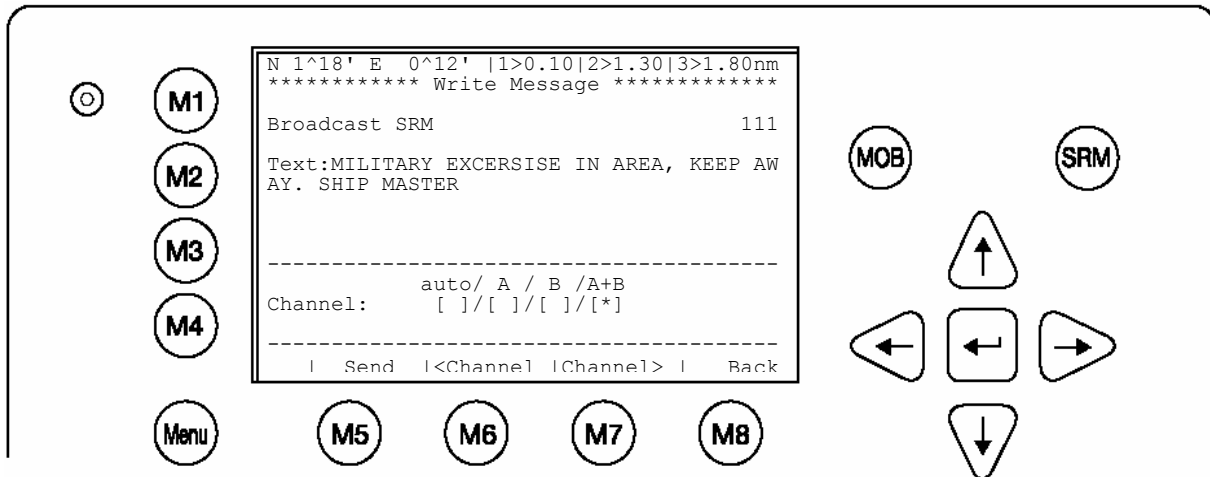 N 1^18' E  0^12' |1>0.10|2>1.30|3>1.80nm
************ Write Message *************
Broadcast SRM 111
Text:MILITARY EXCERSISE IN AREA, KEEP AW
AY. SHIP MASTER
----------------------------------------
auto/ A / B /A+B
Channel: [ ]/[ ]/[ ]/[*]
----------------------------------------
| Send |<Channel |Channel> | Back
M1
M2
M3
M4
MOB
SRM
Menu
M5
M6
M7
M8